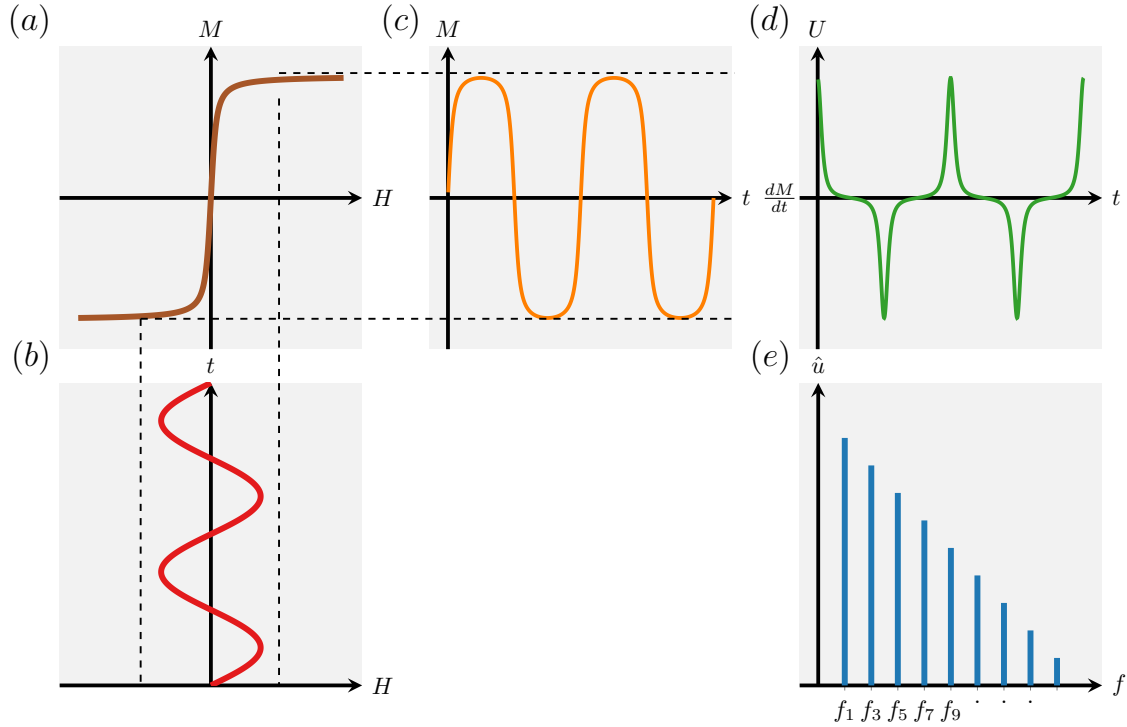 (a)
M
H
(c)
M
t
(d)
U
dM/dt
t
(b)
t
H
(e)
û
f
f₁ f₃ f₅ f₇ f₉ . . .